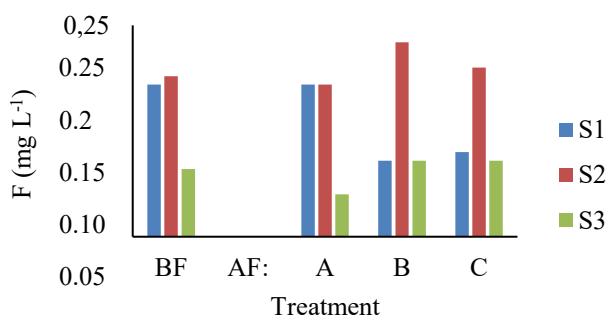 0,25
0.25
0.2
0.15
0.10
0.05
F (mg L-1)
BF AF: A B C
Treatment
S1
S2
S3